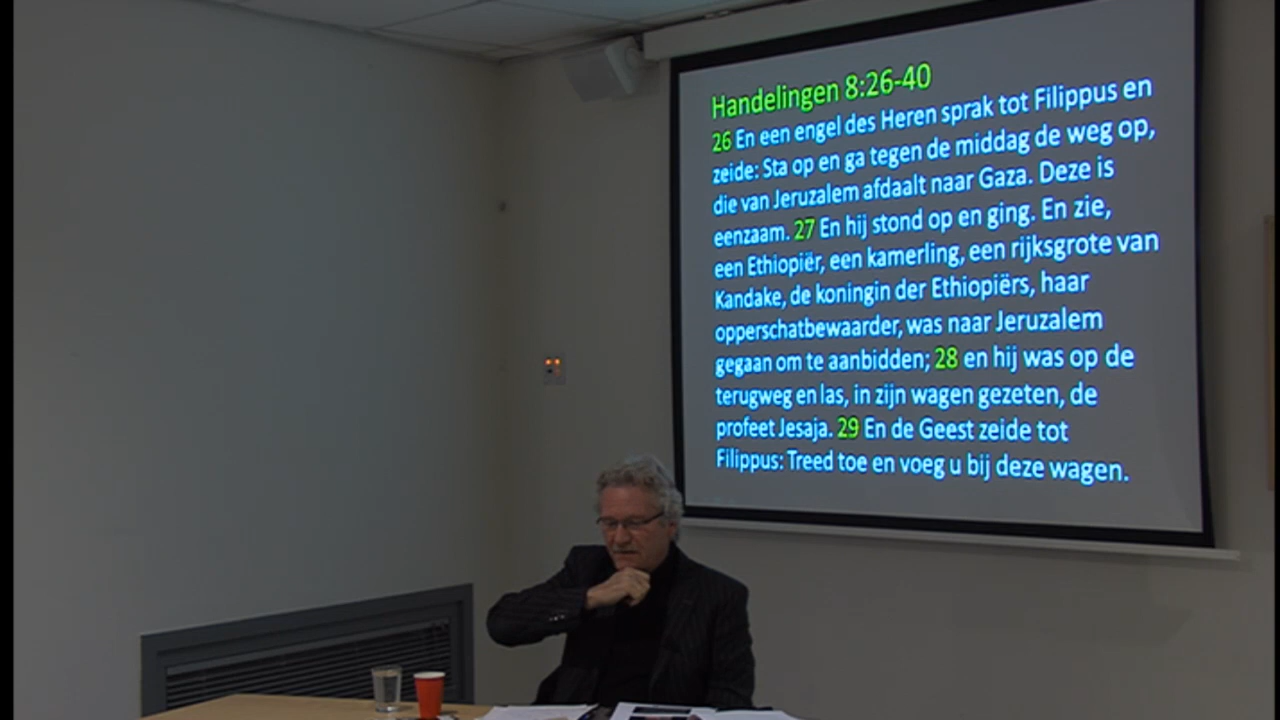 Handelingen 8:26-40
26 En een engel des Heren sprak tot Filippus en
zeide: Sta op en ga tegen de middag de weg op,
die van Jeruzalem afdaalt naar Gaza. Deze is
eenzaam. 27 En hij stond op en ging. En zie,
een Ethiopiër, een kamerling, een rijksgrote van
Kandake, de koningin der Ethiopiërs, haar
opperschatbewaarder, was naar Jeruzalem
gegaan om te aanbidden; 28 en hij was op de
terugweg en las, in zijn wagen gezeten, de
profeet Jesaja. 29 En de Geest zeide tot
Filippus: Treed toe en voeg u bij deze wagen.